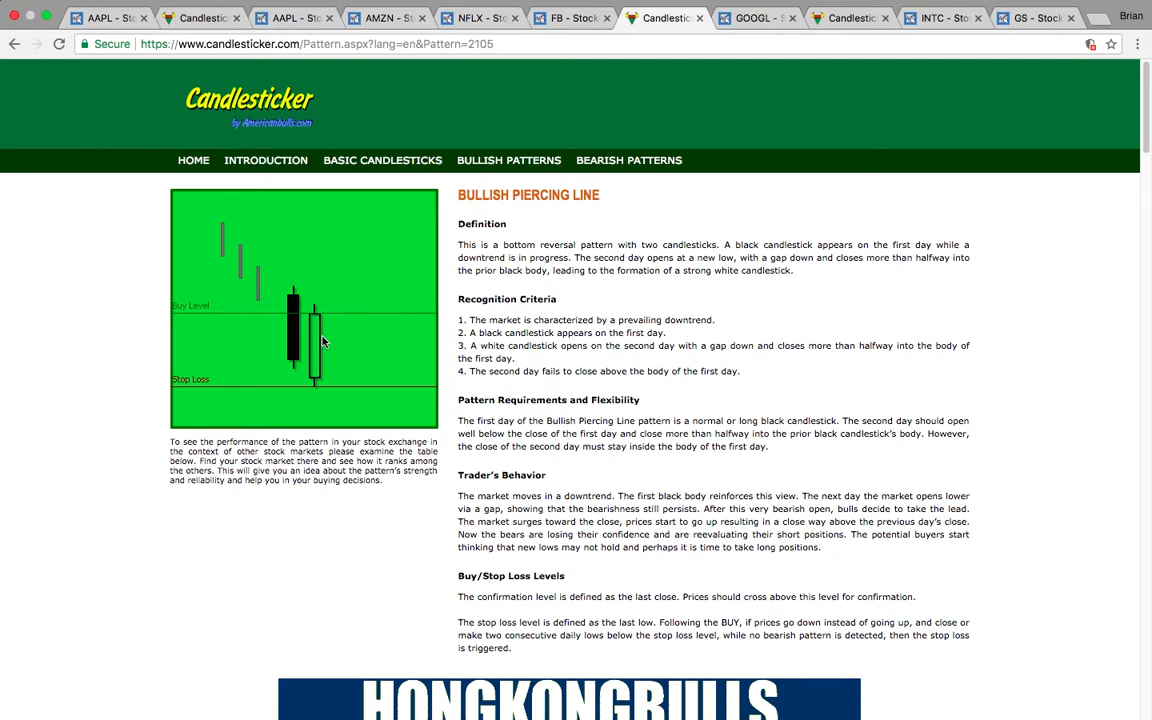 AAPL - Sto
Candlestic
AAPL - Sto
AMZN - St
NFLX - Sto
FB - Stock
Candlestic
GOOGL - S
Candlestic
INTC - Sto
GS - Stock
Brian
Secure
https://www.candlesticker.com/Pattern.aspx?lang=en&Pattern=2105
Candlesticker
by Americanbulls.com
HOME INTRODUCTION BASIC CANDLESTICKS BULLISH PATTERNS BEARISH PATTERNS
Buy Level
Stop Loss
To see the performance of the pattern in your stock exchange in
the context of other stock markets please examine the table
below. Find your stock market there and see how it ranks among
the others. This will give you an idea about the pattern's strength
and reliability and help you in your buying decisions.
BULLISH PIERCING LINE
Definition
This is a bottom reversal pattern with two candlesticks. A black candlestick appears on the first day while a
downtrend is in progress. The second day opens at a new low, with a gap down and closes more than halfway into
the prior black body, leading to the formation of a strong white candlestick.
Recognition Criteria
1. The market is characterized by a prevailing downtrend.
2. A black candlestick appears on the first day.
3. A white candlestick opens on the second day with a gap down and closes more than halfway into the body of
the first day.
4. The second day fails to close above the body of the first day.
Pattern Requirements and Flexibility
The first day of the Bullish Piercing Line pattern is a normal or long black candlestick. The second day should open
well below the close of the first day and close more than halfway into the prior black candlestick's body. However,
the close of the second day must stay inside the body of the first day.
Trader's Behavior
The market moves in a downtrend. The first black body reinforces this view. The next day the market opens lower
via a gap, showing that the bearishness still persists. After this very bearish open, bulls decide to take the lead.
The market surges toward the close, prices start to go up resulting in a close way above the previous day's close.
Now the bears are losing their confidence and are reevaluating their short positions. The potential buyers start
thinking that new lows may not hold and perhaps it is time to take long positions.
Buy/Stop Loss Levels
The confirmation level is defined as the last close. Prices should cross above this level for confirmation.
The stop loss level is defined as the last low. Following the BUY, if prices go down instead of going up, and close or
make two consecutive daily lows below the stop loss level, while no bearish pattern is detected, then the stop loss
is triggered.
HONGKONGBULLS